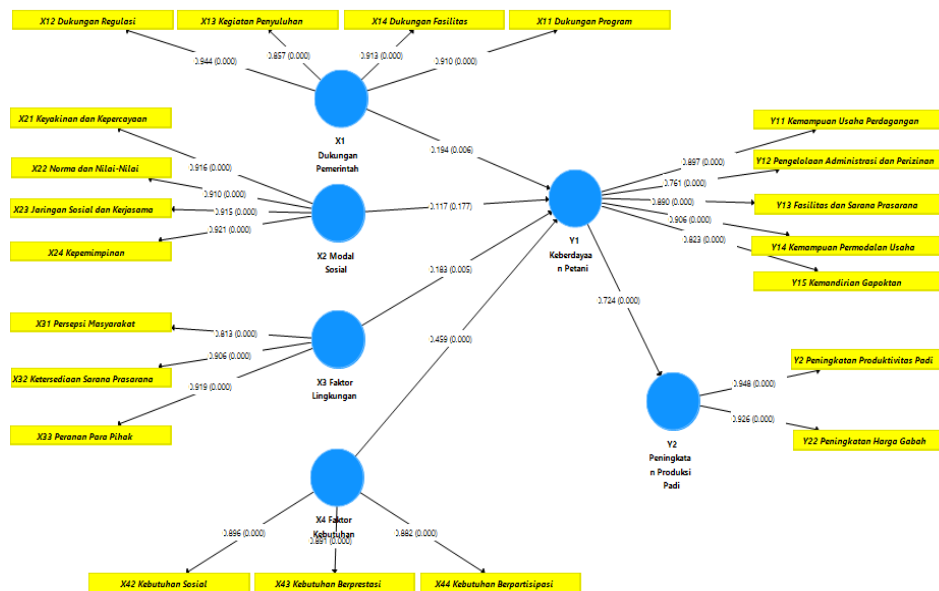 X12 Dukungan Regulasi
X13 Kegiatan Penyuluhan
X14 Dukungan Fasilitas
X11 Dukungan Program
0.944 (0.000)
0.857 (0.000)
0.913 (0.000)
0.910 (0.000)
X1
Dukungan
Pemerintah
X21 Keyakinan dan Kepercayaan
X22 Norma dan Nilai-Nilai
X23 Jaringan Sosial dan Kerjasama
X24 Kepemimpinan
0.916 (0.000)
0.910 (0.000)
0.915 (0.000)
0.921 (0.000)
X2 Modal
Sosial
0.194 (0.006)
0.117 (0.177)
0.183 (0.005)
0.459 (0.000)
Y1
Keberdayaa
n Petani
Y11 Kemampuan Usaha Perdagangan
Y12 Pengelolaan Administrasi dan Perizinan
Y13 Fasilitas dan Sarana Prasarana
Y14 Kemampuan Permodalan Usaha
Y15 Kemandirian Gapoktan
0.897 (0.000)
0.761 (0.000)
0.890 (0.000)
0.906 (0.000)
0.823 (0.000)
0.724 (0.000)
X31 Persepsi Masyarakat
X32 Ketersediaan Sarana Prasarana
X33 Peranan Para Pihak
0.813 (0.000)
0.906 (0.000)
0.919 (0.000)
X3 Faktor
Lingkungan
Y2 Peningkatan Produktivitas Padi
Y22 Peningkatan Harga Gabah
0.948 (0.000)
0.926 (0.000)
Y2
Peningkata
n Produksi
Padi
X4 Faktor
Kebutuhan
0.896 (0.000)
0.891 (0.000)
0.882 (0.000)
X42 Kebutuhan Sosial
X43 Kebutuhan Berprestasi
X44 Kebutuhan Berpartisipasi